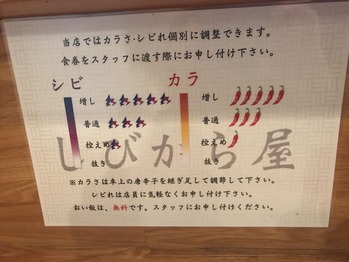 当店ではカラさ・シビれ個別に調整できます。
食券をスタッフに渡す際にお申し付け下さい。
シビ カラ
増し 増し
普通 普通
控えめ 控えめ
抜き 抜き
しびから屋
※カラさは卓上の唐辛子を継ぎ足して調節して下さい。
シビれは店員に気軽なくお申し付け下さい。
お追い飯は、無料です。スタッフにお申し付け下さい。